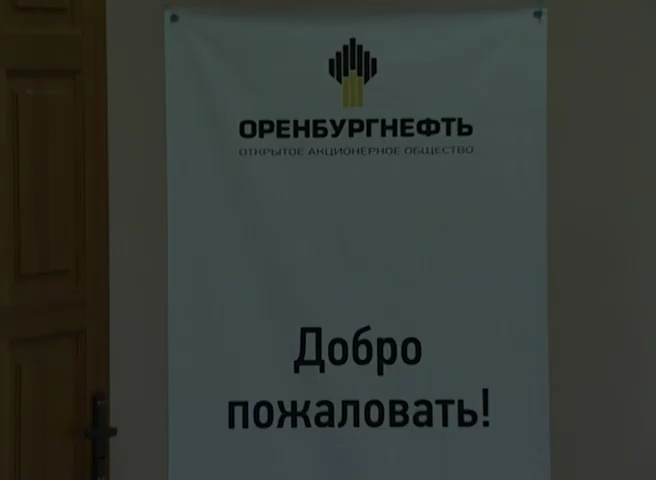 ОРЕНБУРГНЕФТЬ
ОТКРЫТОЕ АКЦИОНЕРНОЕ ОБЩЕСТВО
Добро
пожаловать!